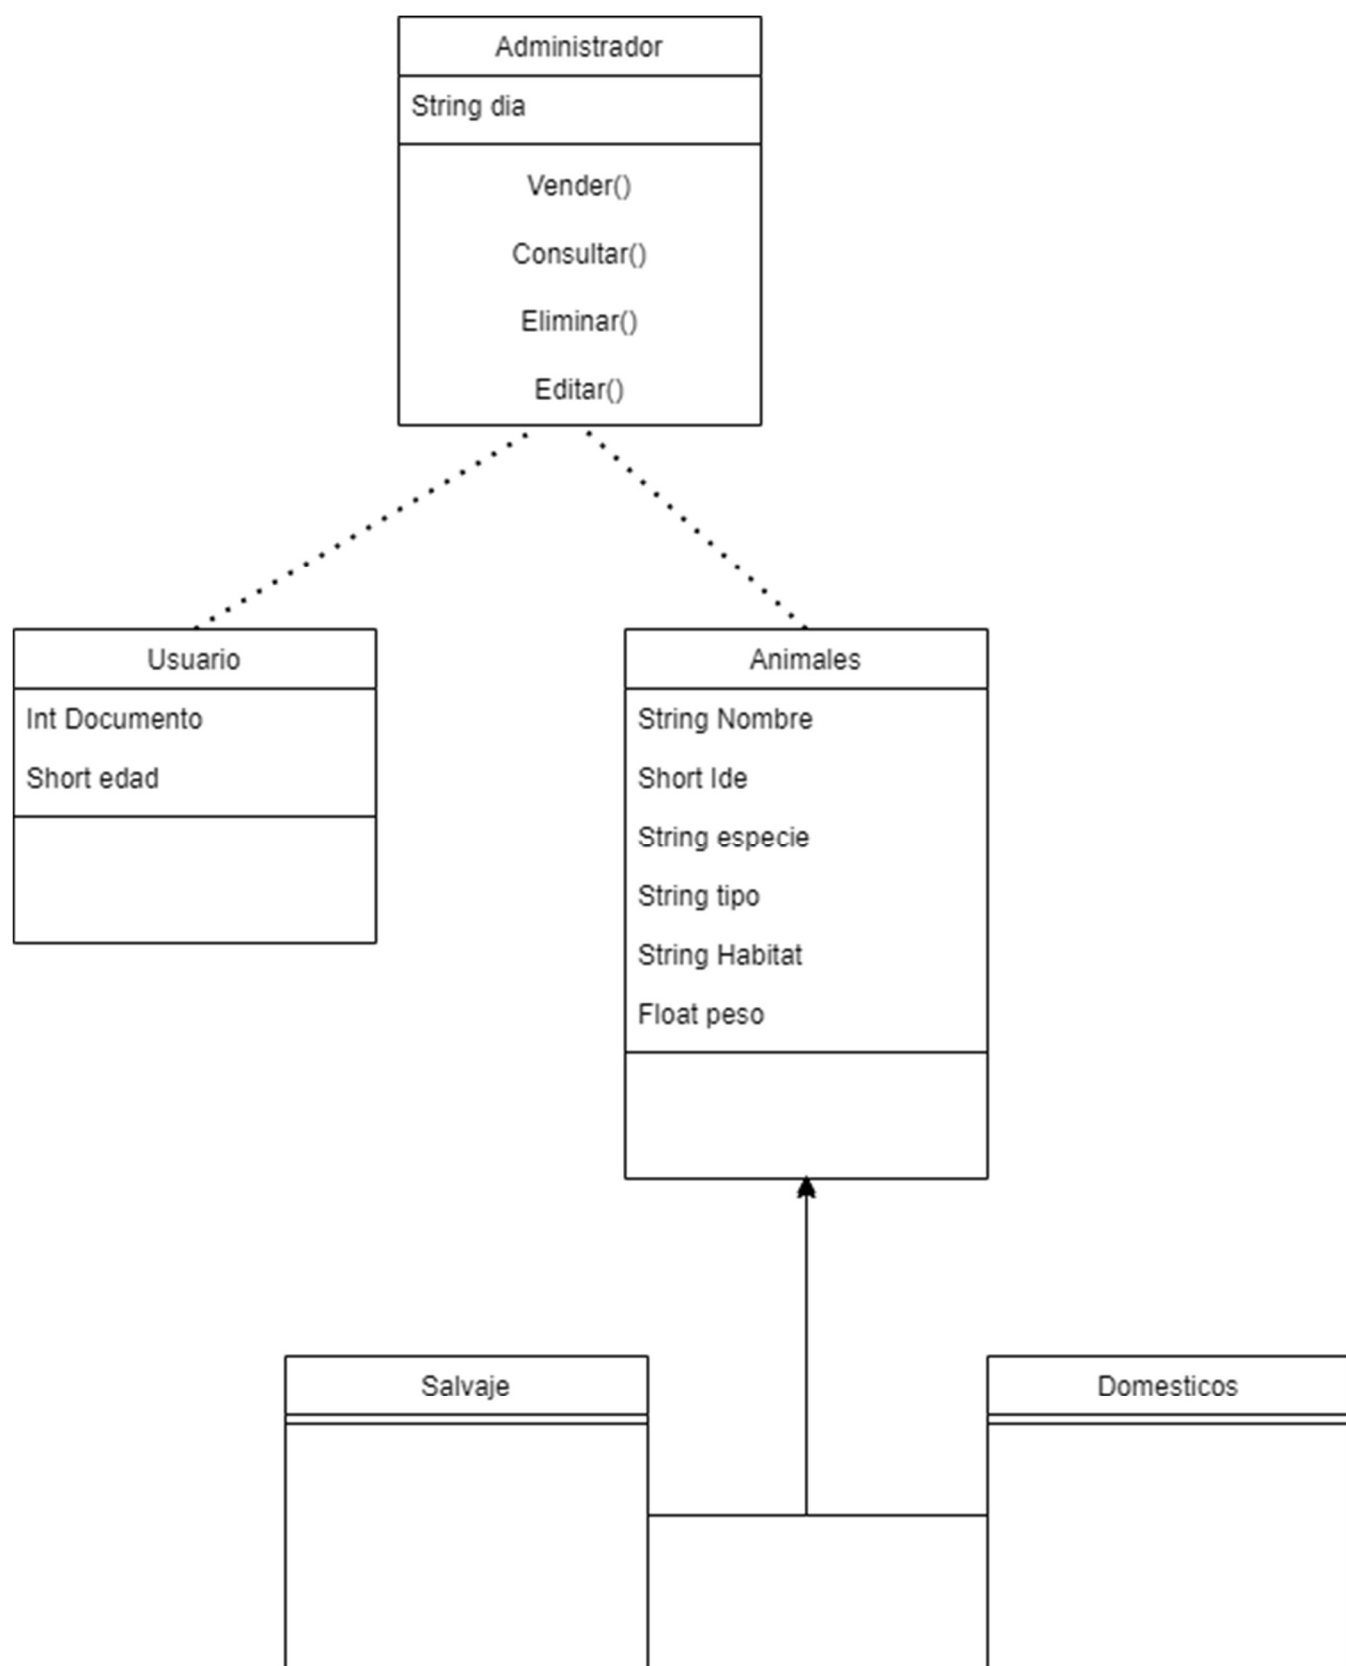 Administrador
String dia
Vender()
Consultar()
Eliminar()
Editar()
Usuario
Int Documento
Short edad
Animales
String Nombre
Short Ide
String especie
String tipo
String Habitat
Float peso
Salvaje
Domesticos